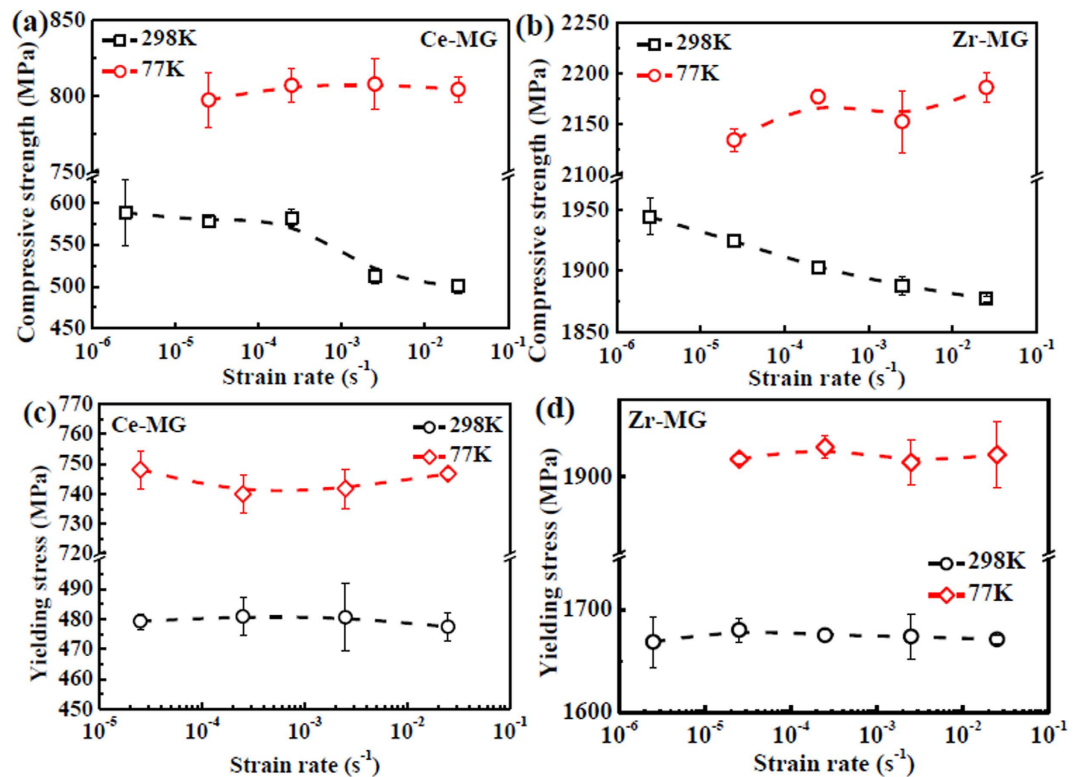 (a)
850
800
750
600
550
500
450
298K
77K
Ce-MG
Compressive strength (MPa)
10⁻⁶ 10⁻⁵ 10⁻⁴ 10⁻³ 10⁻² 10⁻¹
Strain rate (s⁻¹)
(b)
2200
2150
2100
1950
1900
1850
298K
77K
Zr-MG
Compressive strength (MPa)
10⁻⁶ 10⁻⁵ 10⁻⁴ 10⁻³ 10⁻² 10⁻¹
Strain rate (s⁻¹)
(c)
770
760
750
740
730
720
490
480
470
460
450
Ce-MG
298K
77K
Yielding stress (MPa)
10⁻⁵ 10⁻⁴ 10⁻³ 10⁻² 10⁻¹
Strain rate (s⁻¹)
(d)
1900
1700
1600
Zr-MG
298K
77K
Yielding stress (MPa)
10⁻⁶ 10⁻⁵ 10⁻⁴ 10⁻³ 10⁻² 10⁻¹
Strain rate (s⁻¹)